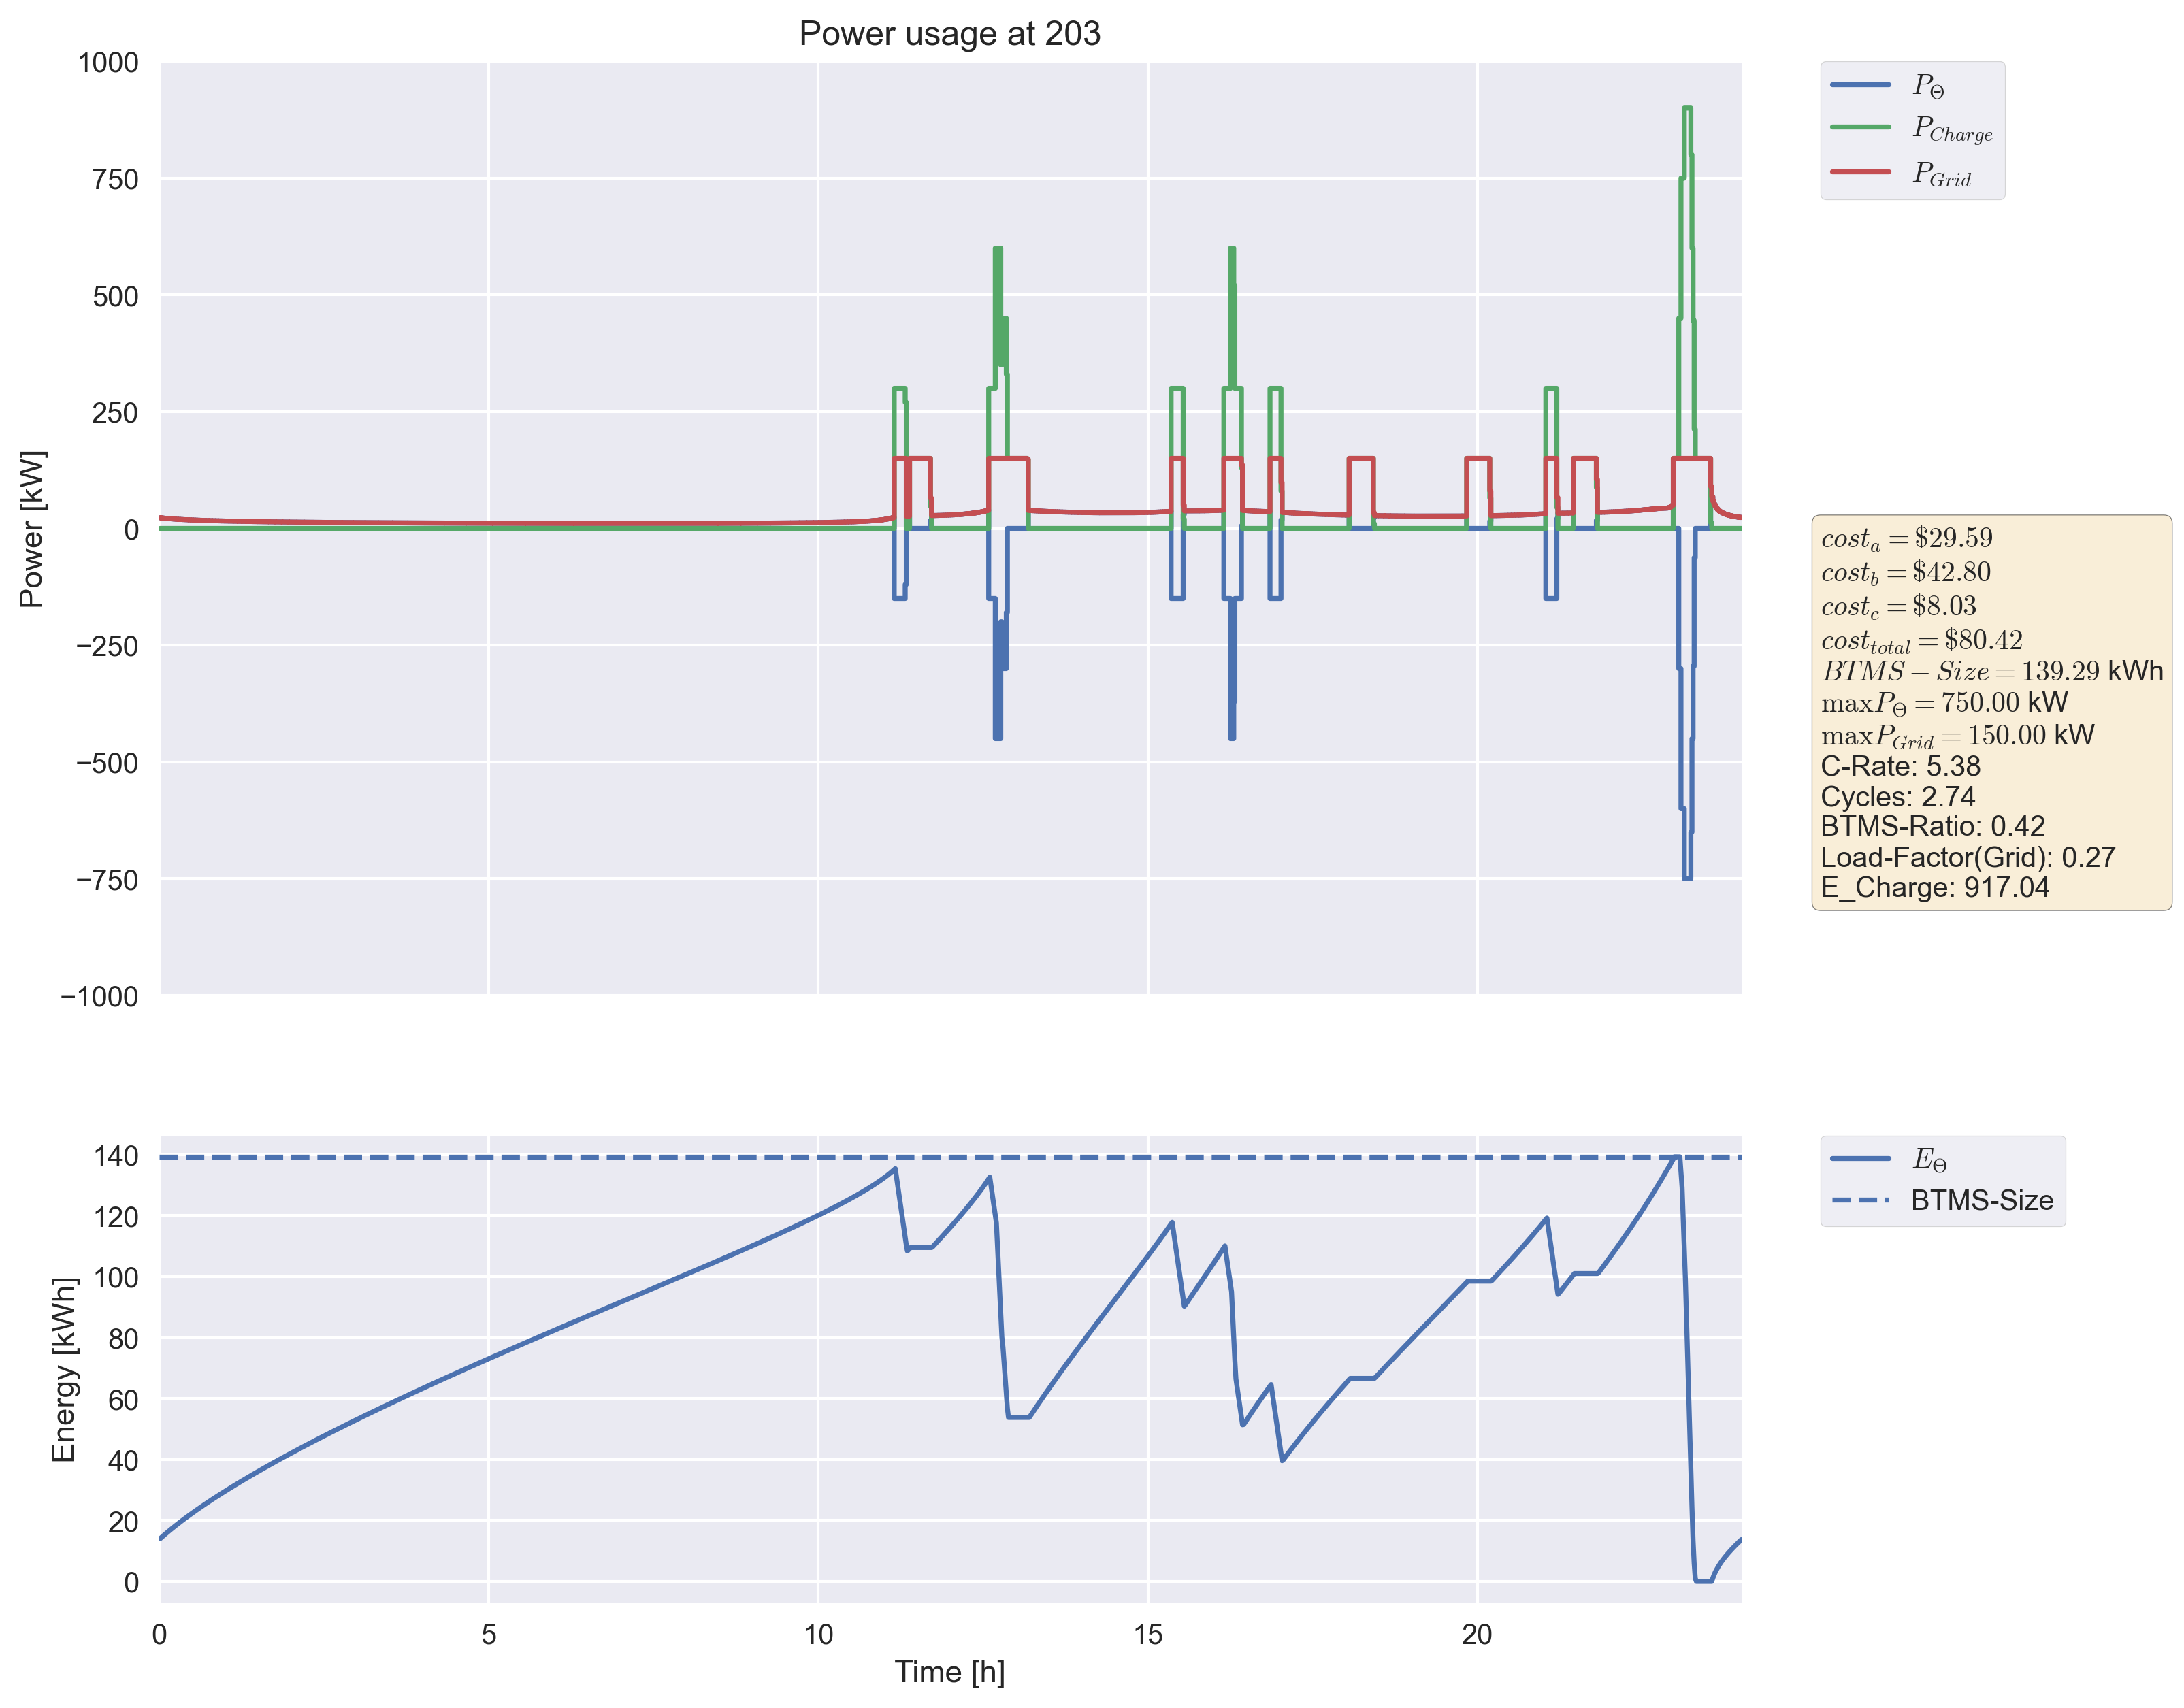 Power usage at 203
1000
750
500
250
0
−250
−500
−750
−1000
Power [kW]
P_Θ
P_Charge
P_Grid
cost_a = $29.59
cost_b = $42.80
cost_c = $8.03
cost_total = $80.42
BTMS − Size = 139.29 kWh
maxP_Θ = 750.00 kW
maxP_Grid = 150.00 kW
C-Rate: 5.38
Cycles: 2.74
BTMS-Ratio: 0.42
Load-Factor(Grid): 0.27
E_Charge: 917.04
140
120
100
80
60
40
20
0
Energy [kWh]
E_Θ
BTMS-Size
0 5 10 15 20
Time [h]